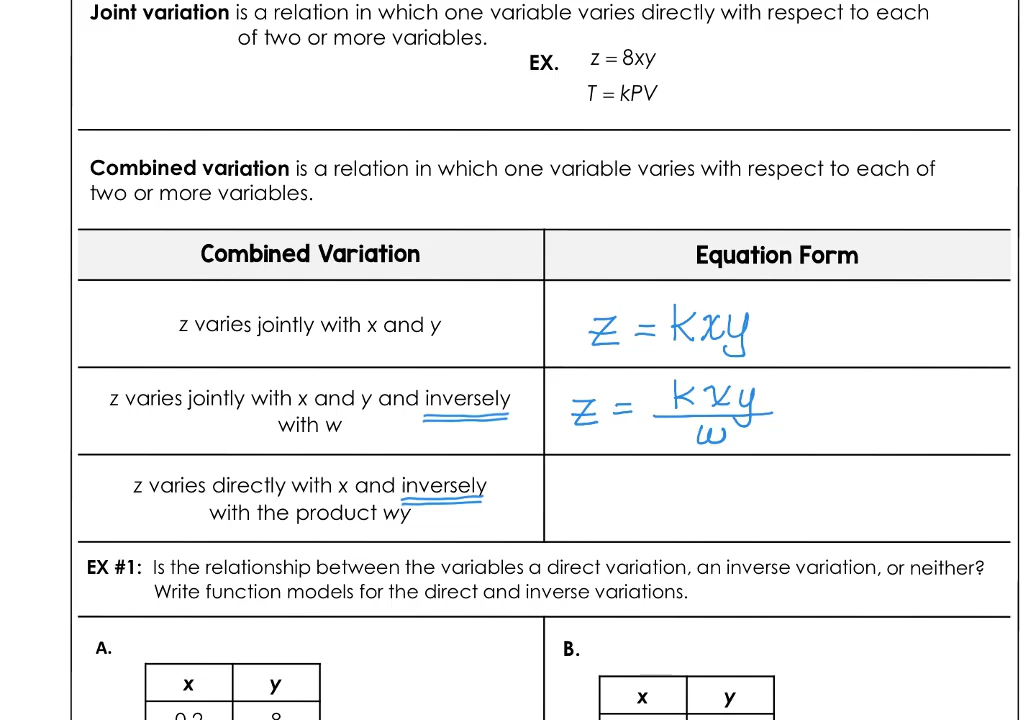 Joint variation is a relation in which one variable varies directly with respect to each
of two or more variables.
EX. z = 8xy
T = kPV
Combined variation is a relation in which one variable varies with respect to each of
two or more variables.
Combined Variation
Equation Form
z varies jointly with x and y
z = kxy
z varies jointly with x and y and inversely
with w
z = kxy/w
z varies directly with x and inversely
with the product wy
EX #1: Is the relationship between the variables a direct variation, an inverse variation, or neither?
Write function models for the direct and inverse variations.
A.
x y
0.2 8
B.
x y